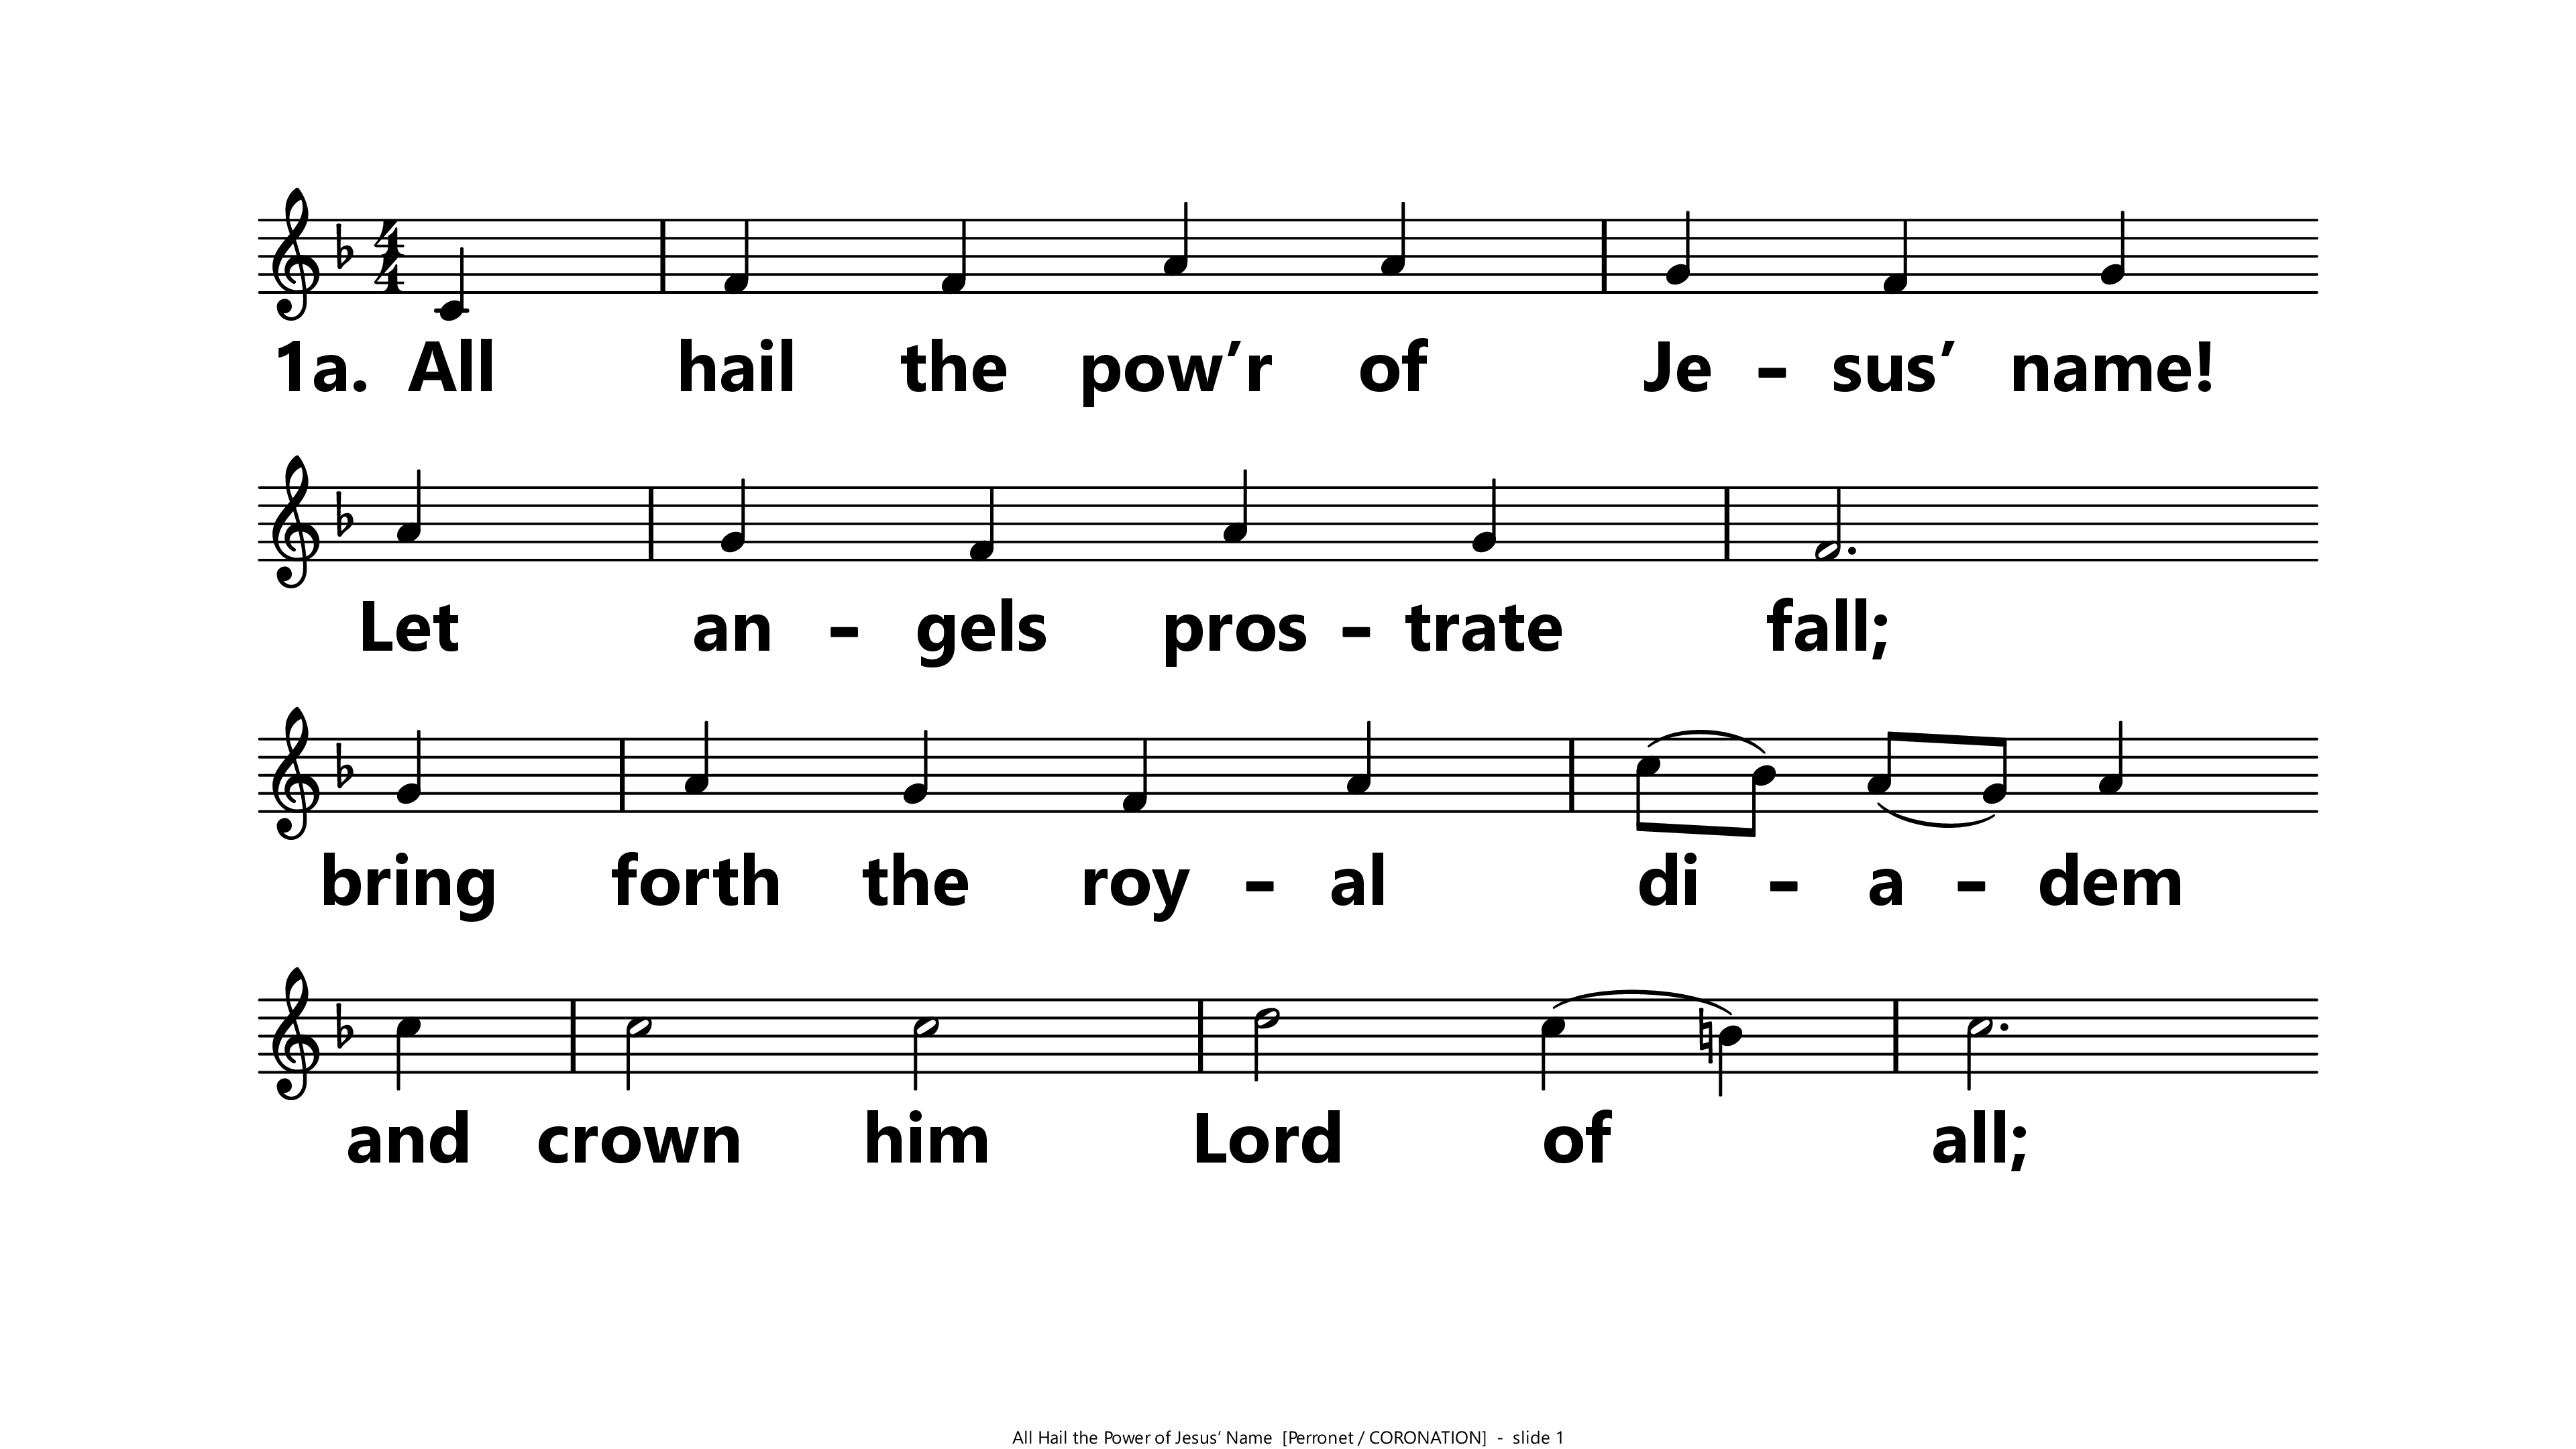 1a. All hail the pow’r of Je - sus’ name!
Let an - gels pros - trate fall;
bring forth the roy - al di - a - dem
and crown him Lord of all;
All Hail the Power of Jesus’ Name [Perronet / CORONATION] - slide 1